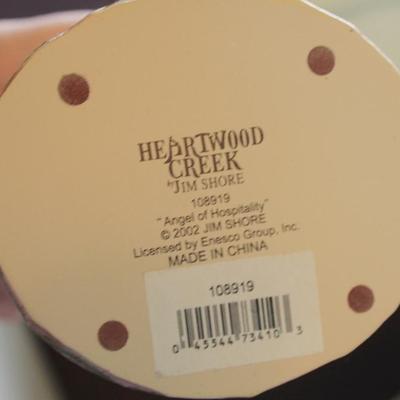 HEARTWOOD
CREEK
by JIM SHORE
108919
"Angel of Hospitality"
© 2002 JIM SHORE
Licensed by Enesco Group, Inc.
MADE IN CHINA
108919
0 45544 73410 3